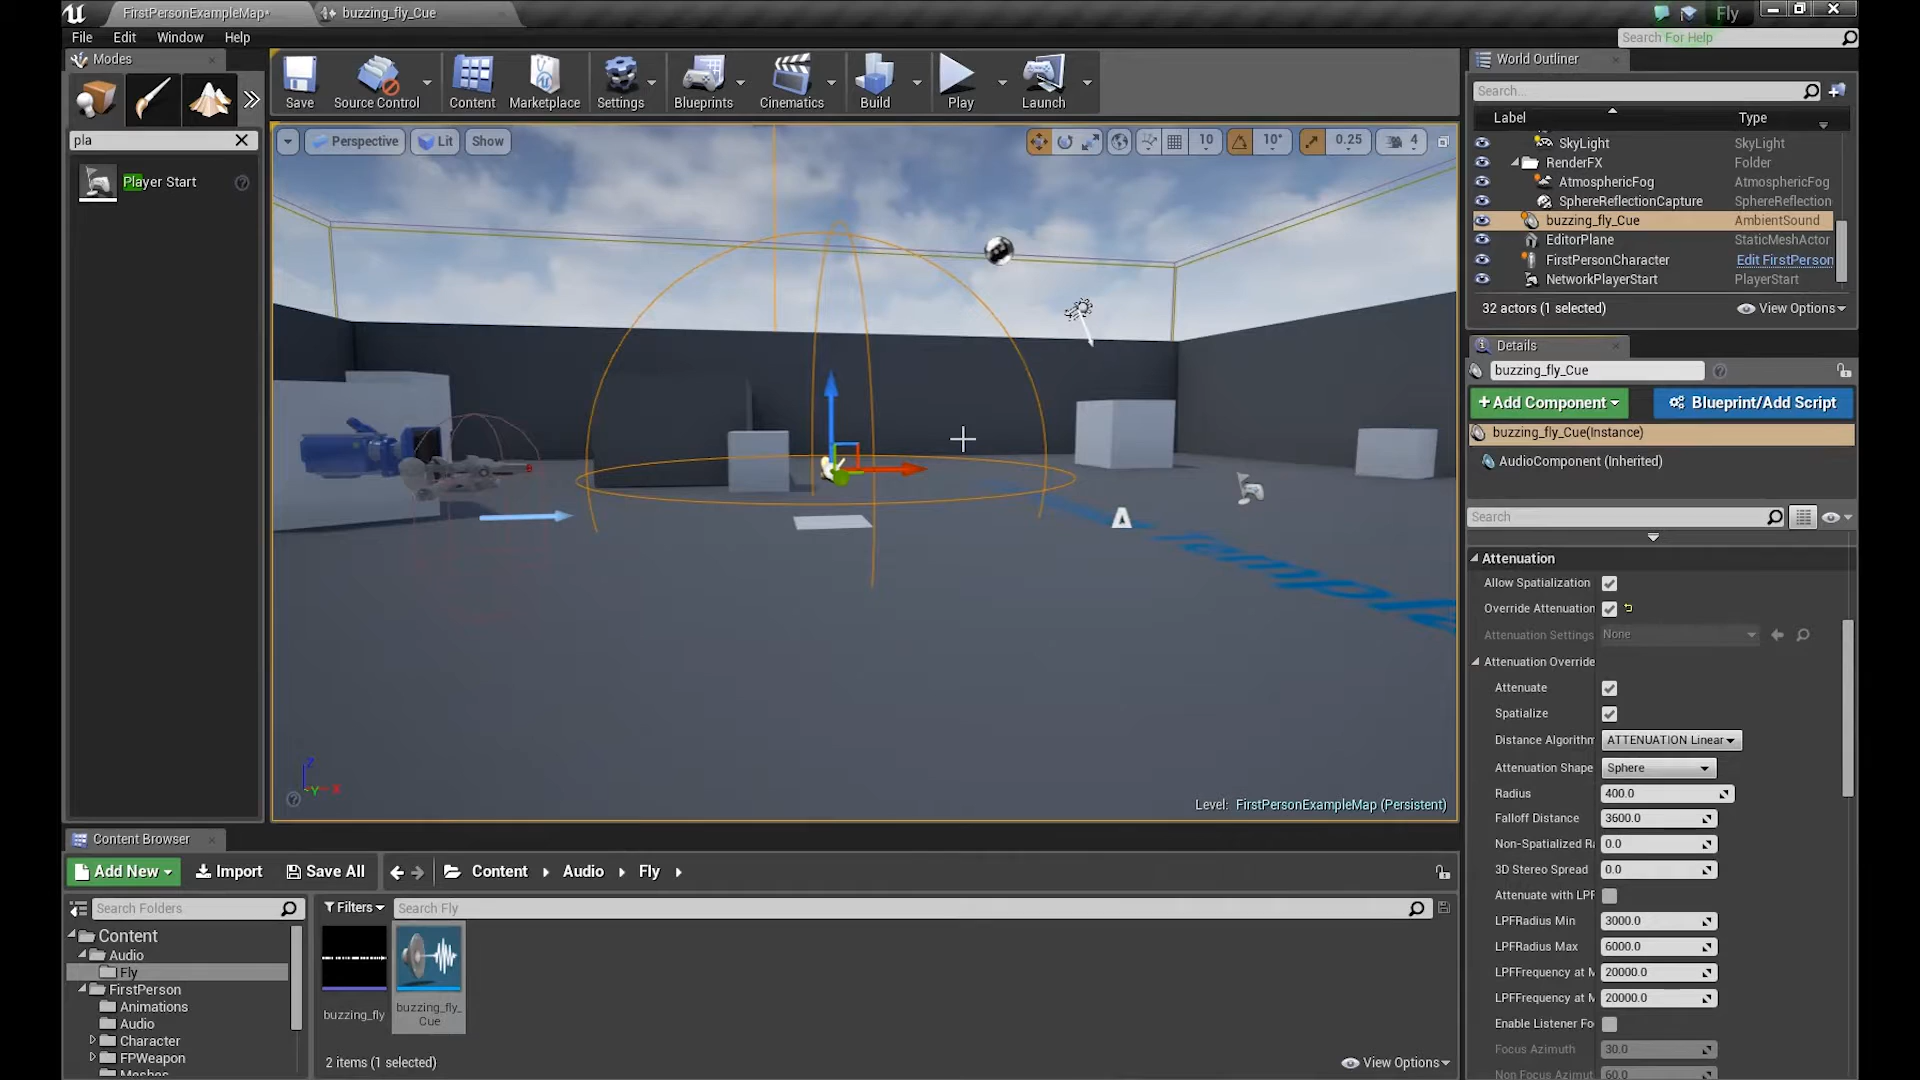 FirstPersonExampleMap*
buzzing_fly_Cue
Fly
File Edit Window Help
Search For Help
Modes
pla
Player Start
Save
Source Control
Content
Marketplace
Settings
Blueprints
Cinematics
Build
Play
Launch
Perspective
Lit
Show
10
10°
0.25
4
A
Level: FirstPersonExampleMap (Persistent)
World Outliner
Search...
Label Type
SkyLight SkyLight
RenderFX Folder
AtmosphericFog AtmosphericFog
SphereReflectionCapture SphereReflection
buzzing_fly_Cue AmbientSound
EditorPlane StaticMeshActor
FirstPersonCharacter Edit FirstPerson
NetworkPlayerStart PlayerStart
32 actors (1 selected) View Options
Details
buzzing_fly_Cue
+Add Component Blueprint/Add Script
buzzing_fly_Cue(Instance)
AudioComponent (Inherited)
Search
Attenuation
Allow Spatialization
Override Attenuation
Attenuation Settings None
Attenuation Override
Attenuate
Spatialize
Distance Algorithm ATTENUATION Linear
Attenuation Shape Sphere
Radius 400.0
Falloff Distance 3600.0
Non-Spatialized Ra 0.0
3D Stereo Spread 0.0
Attenuate with LPF
LPFRadius Min 3000.0
LPFRadius Max 6000.0
LPFFrequency at M 20000.0
LPFFrequency at M 20000.0
Enable Listener Fo
Focus Azimuth 30.0
Non Focus Azimut 60.0
Content Browser
Add New Import Save All Content Audio Fly
Search Folders
Filters
Search Fly
Content
Audio
Fly
FirstPerson
Animations
Audio
Character
FPWeapon
Meshes
buzzing_fly
buzzing_fly_
Cue
2 items (1 selected)
View Options